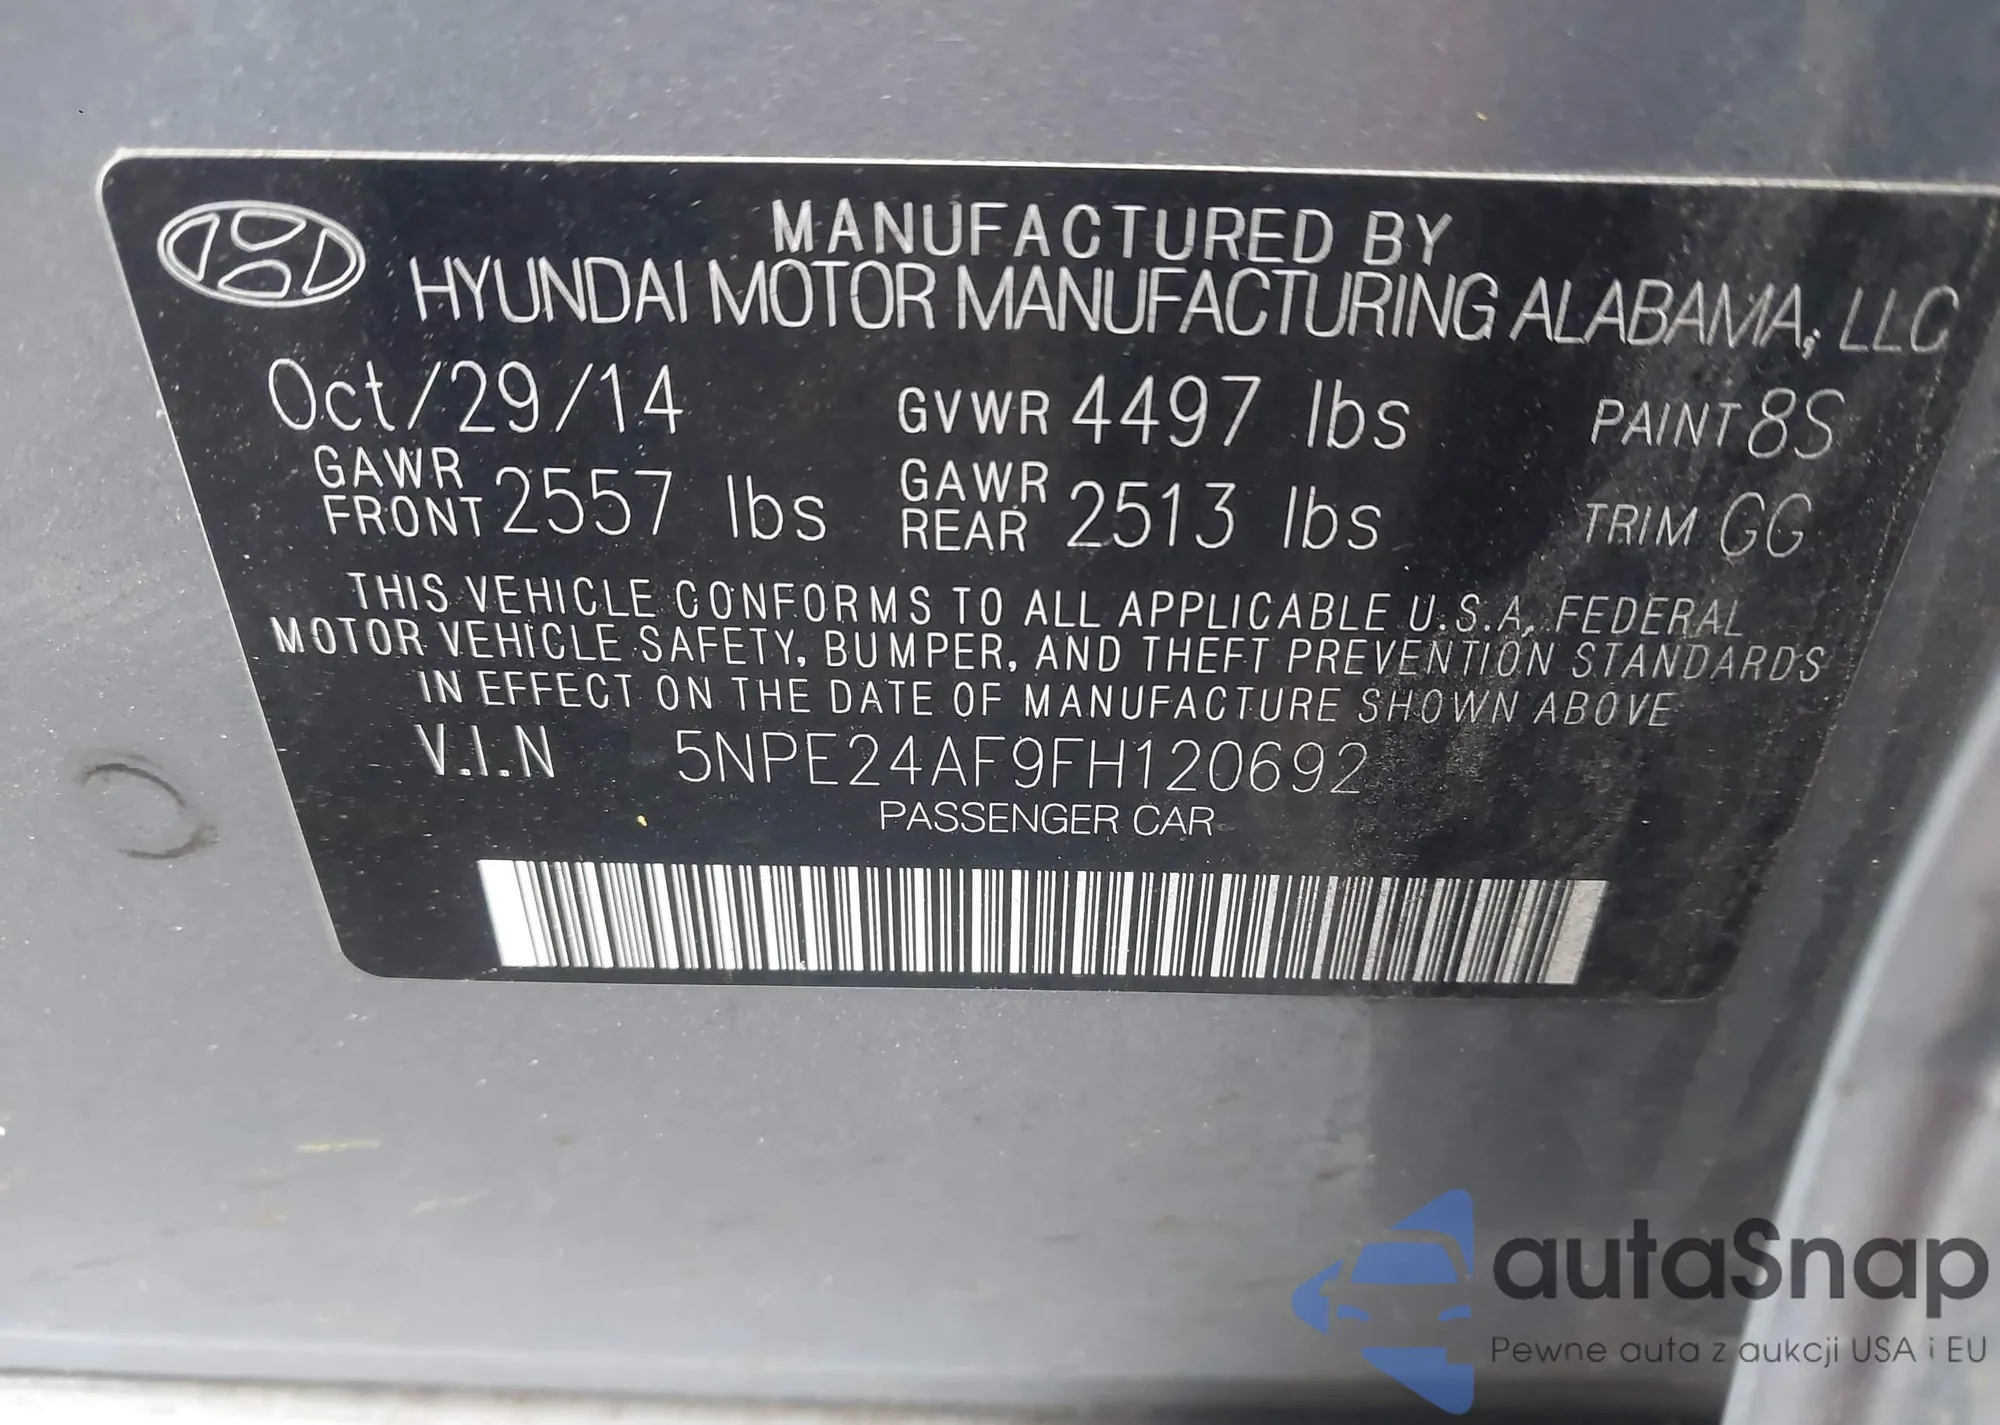 MANUFACTURED BY
HYUNDAI MOTOR MANUFACTURING ALABAMA, LLC
Oct/29/14 GVWR 4497 lbs PAINT 8S
GAWR FRONT 2557 lbs GAWR REAR 2513 lbs TRIM GG
THIS VEHICLE CONFORMS TO ALL APPLICABLE U.S.A. FEDERAL
MOTOR VEHICLE SAFETY, BUMPER, AND THEFT PREVENTION STANDARDS
IN EFFECT ON THE DATE OF MANUFACTURE SHOWN ABOVE
V.I.N 5NPE24AF9FH120692
PASSENGER CAR
autaSnap
Pewne auta z aukcji USA i EU